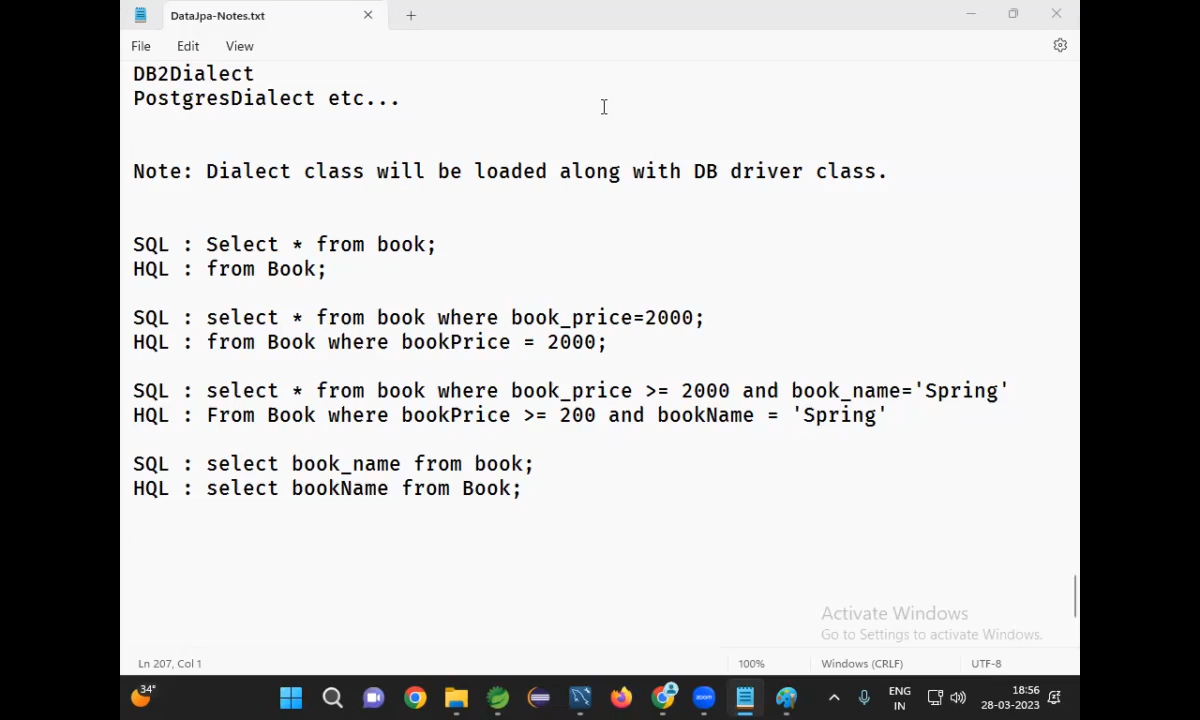 DataJpa-Notes.txt
File Edit View
DB2Dialect
PostgresDialect etc...
Note: Dialect class will be loaded along with DB driver class.
SQL : Select * from book;
HQL : from Book;
SQL : select * from book where book_price=2000;
HQL : from Book where bookPrice = 2000;
SQL : select * from book where book_price >= 2000 and book_name='Spring'
HQL : From Book where bookPrice >= 200 and bookName = 'Spring'
SQL : select book_name from book;
HQL : select bookName from Book;
Activate Windows
Go to Settings to activate Windows.
Ln 207, Col 1 100% Windows (CRLF) UTF-8
34°
zoom
ENG
IN
18:56
28-03-2023